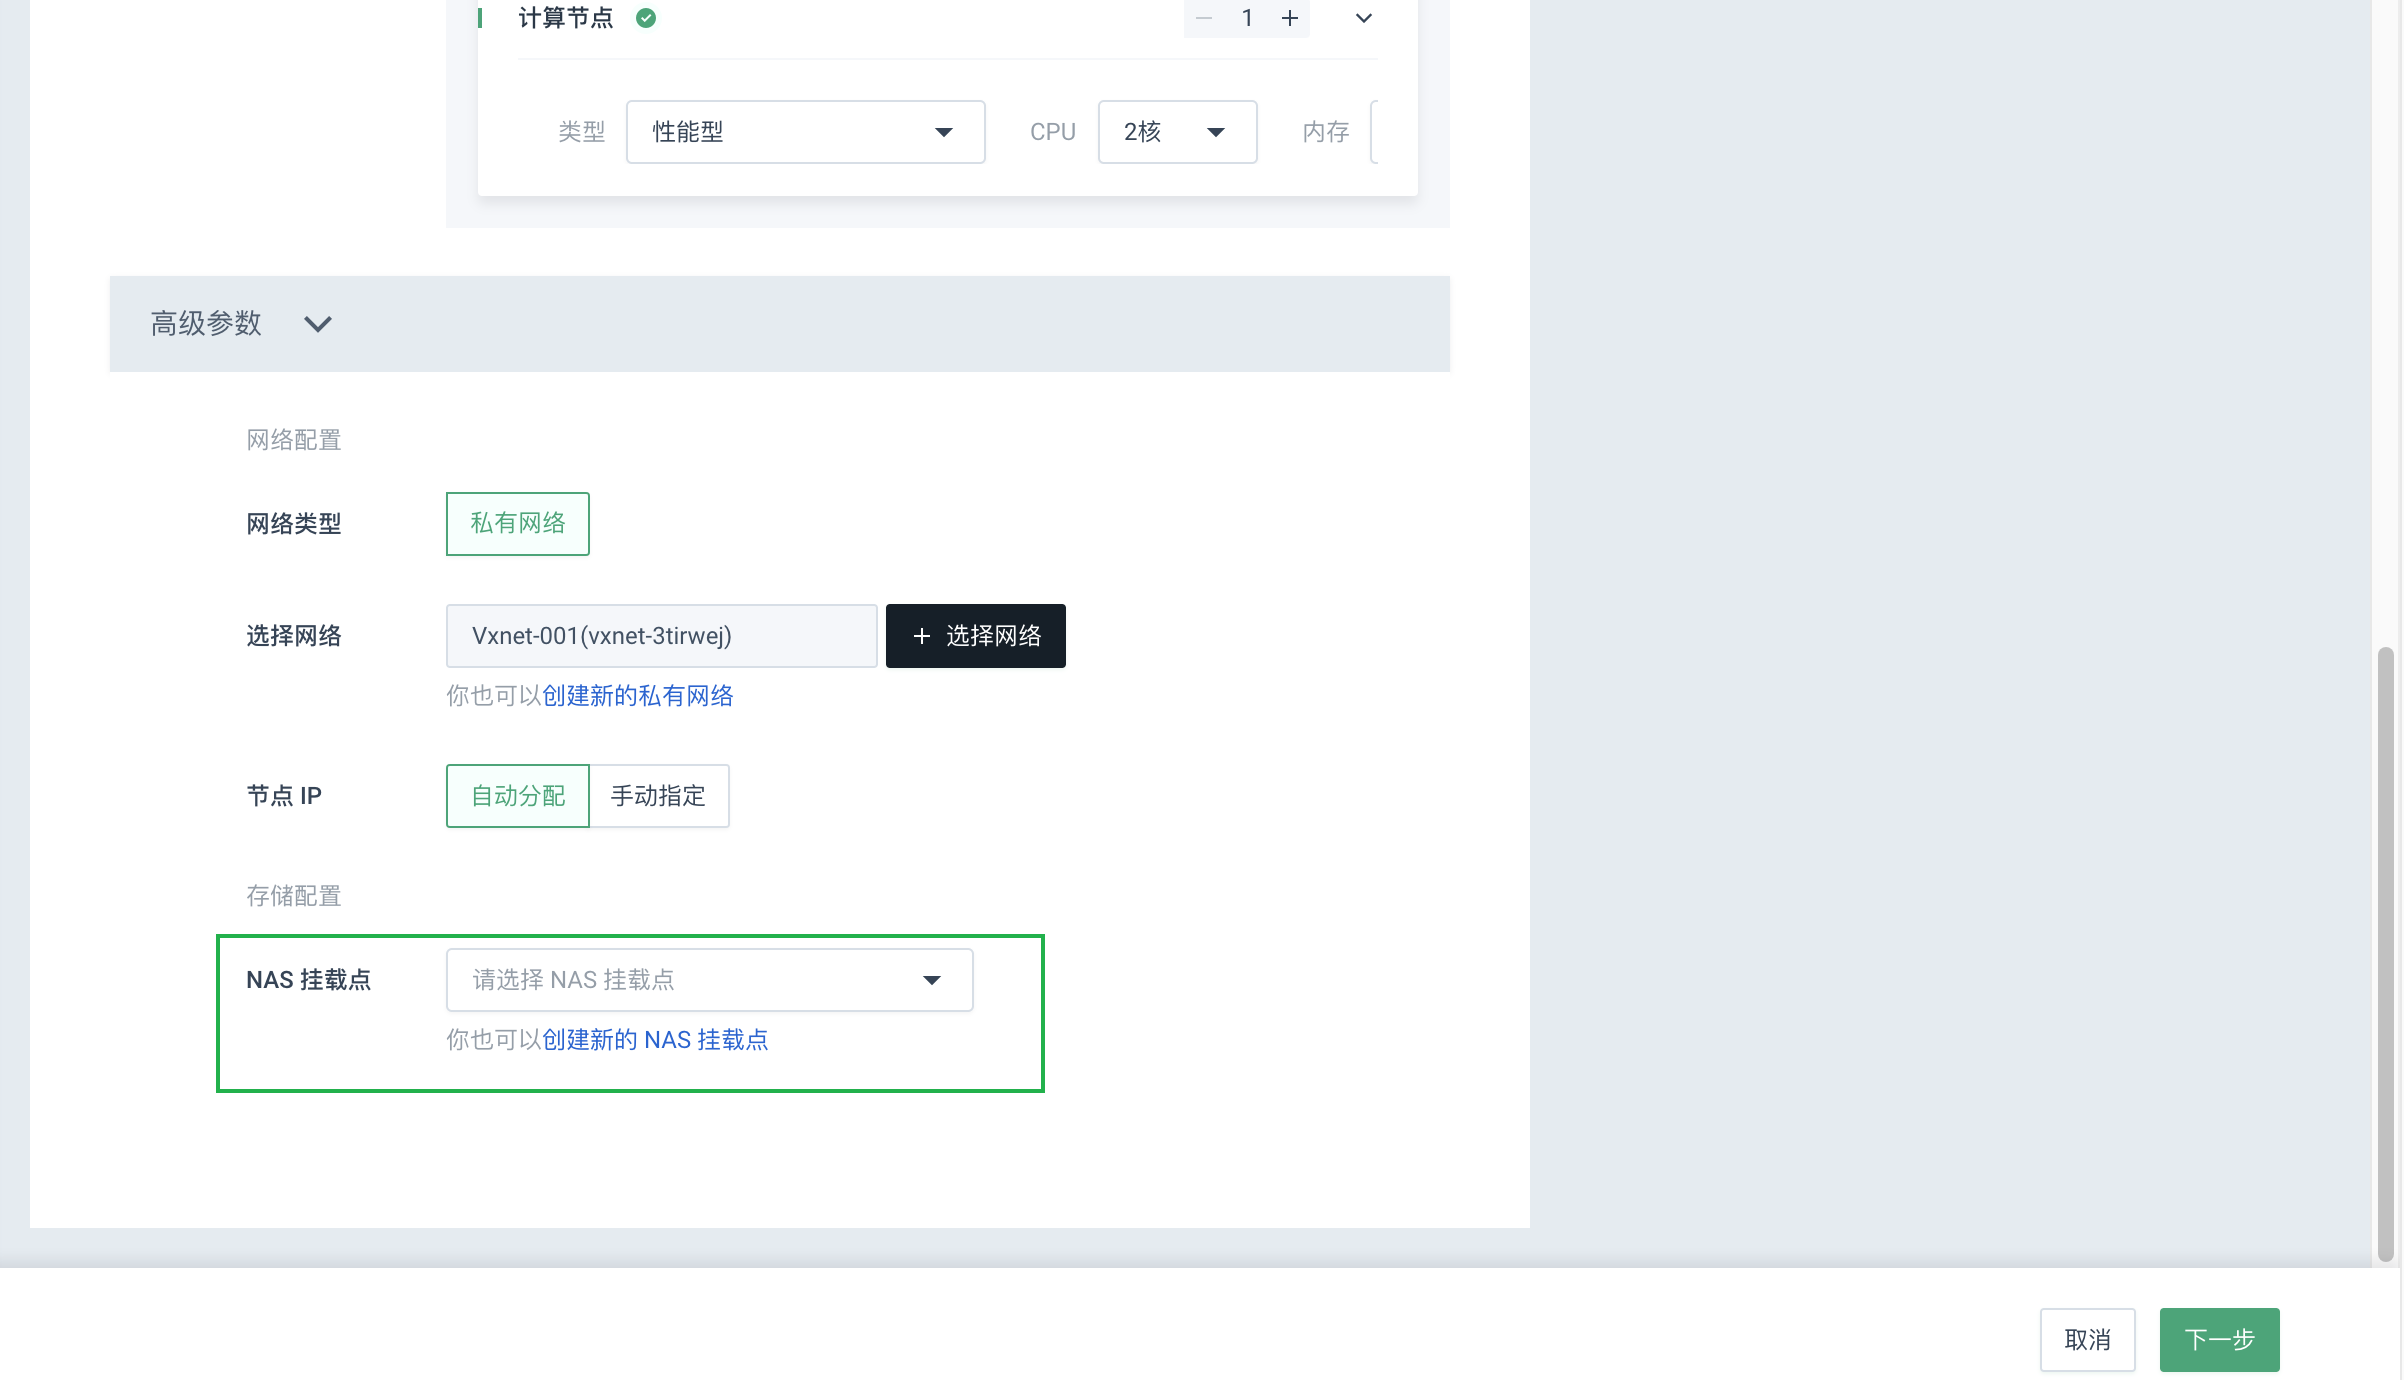 计算节点 1
类型 性能型 CPU 2核 内存
高级参数
网络配置
网络类型 私有网络
选择网络 Vxnet-001(vxnet-3tirwej) + 选择网络
你也可以创建新的私有网络
节点 IP 自动分配 手动指定
存储配置
NAS 挂载点 请选择 NAS 挂载点
你也可以创建新的 NAS 挂载点
取消 下一步